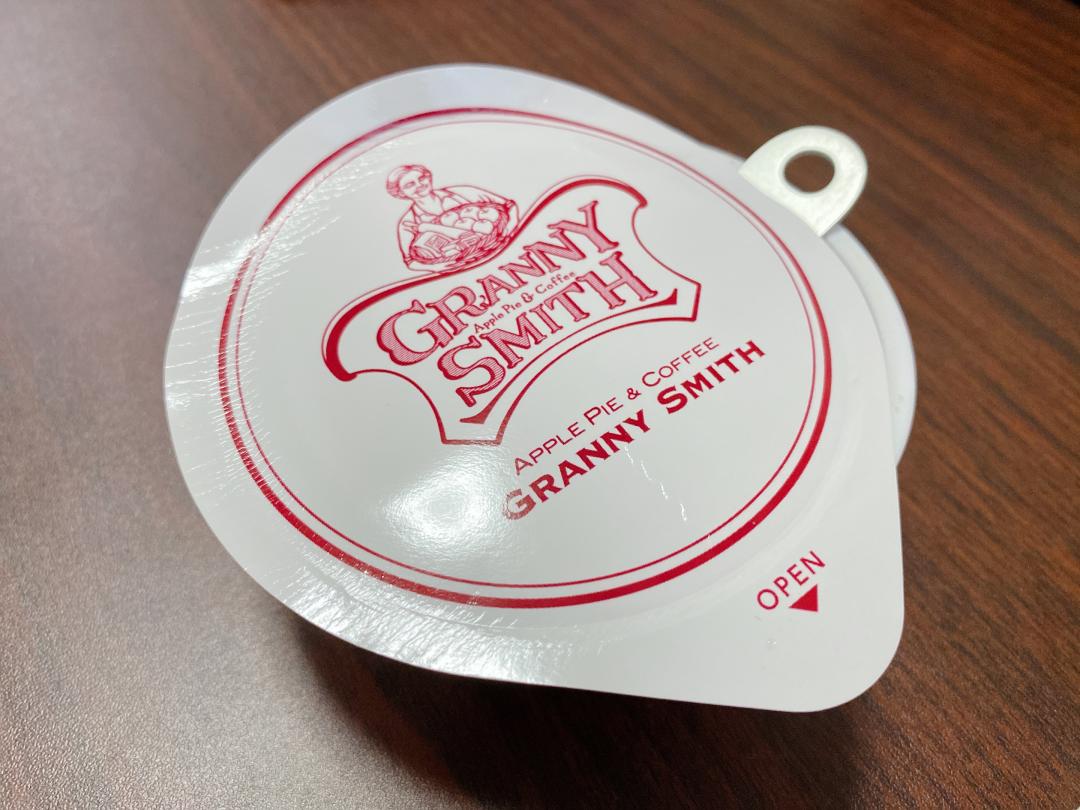 GRANNY
Apple Pie & Coffee
SMITH
APPLE PIE & COFFEE
GRANNY SMITH
OPEN